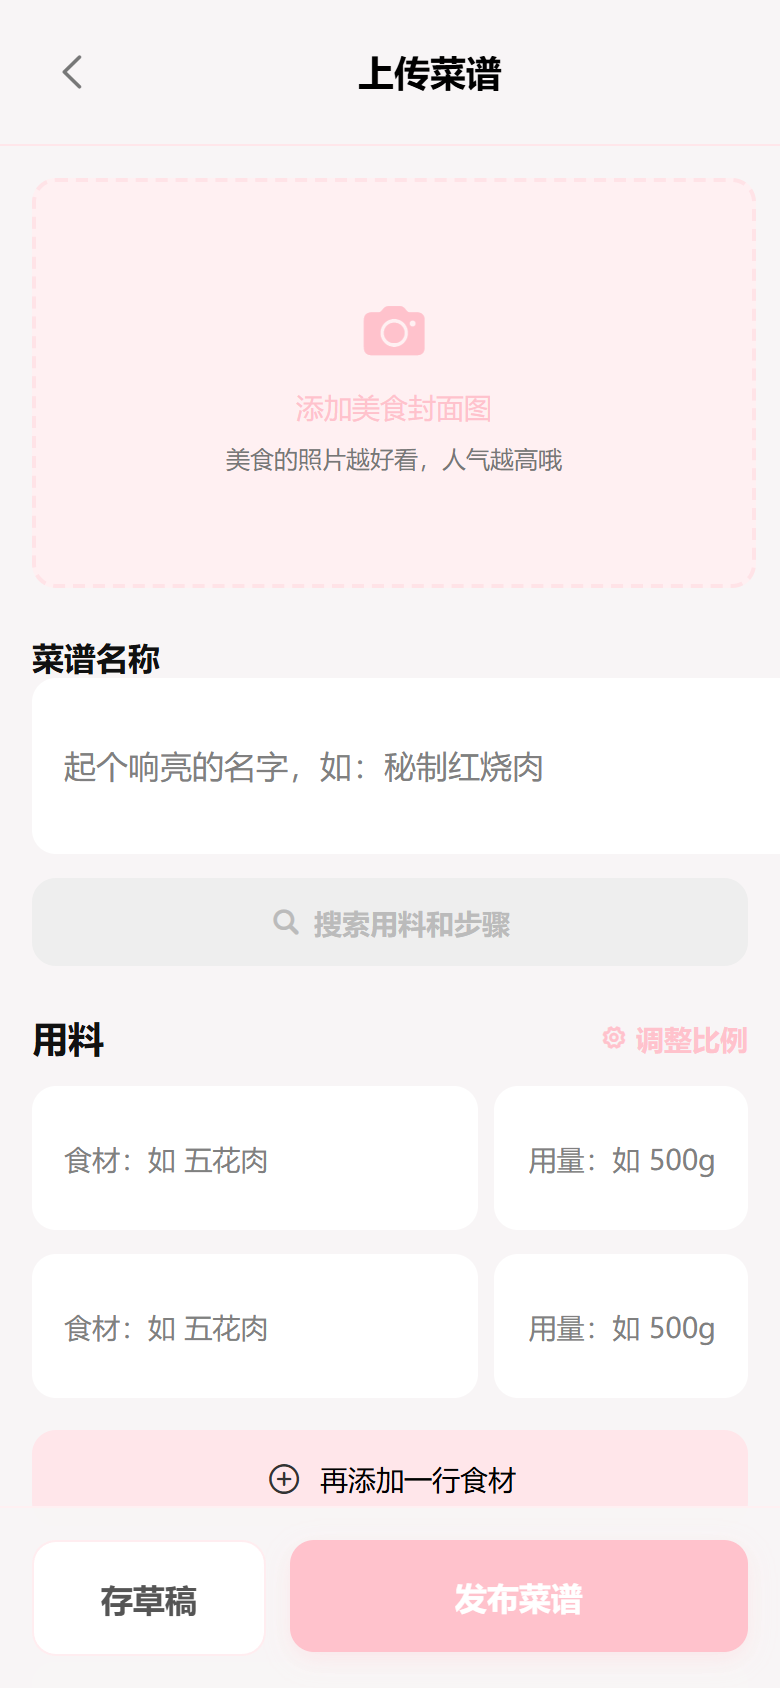 上传菜谱
添加美食封面图
美食的照片越好看，人气越高哦
菜谱名称
起个响亮的名字，如：秘制红烧肉
搜索用料和步骤
用料
调整比例
食材：如 五花肉
用量：如 500g
食材：如 五花肉
用量：如 500g
再添加一行食材
存草稿
发布菜谱